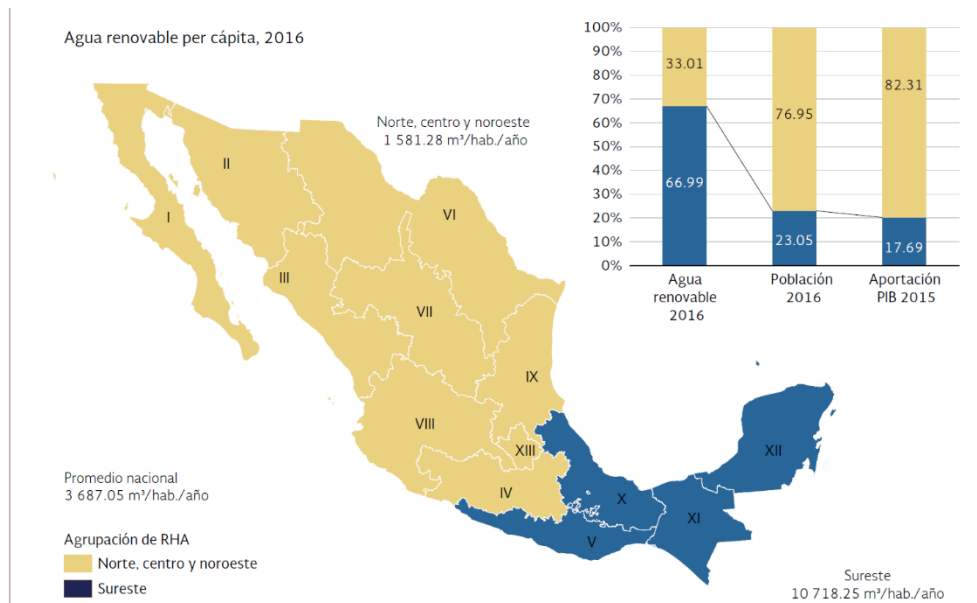 Agua renovable per cápita, 2016
Norte, centro y noroeste
1 581.28 m³/hab./año
100%
90%
80%
70%
60%
50%
40%
30%
20%
10%
0%
33.01
66.99
76.95
23.05
82.31
17.69
Agua
renovable
2016
Población
2016
Aportación
PIB 2015
I
II
III
VI
VII
IX
VIII
XIII
IV
X
V
XI
XII
Promedio nacional
3 687.05 m³/hab./año
Agrupación de RHA
Norte, centro y noroeste
Sureste
Sureste
10 718.25 m³/hab./año